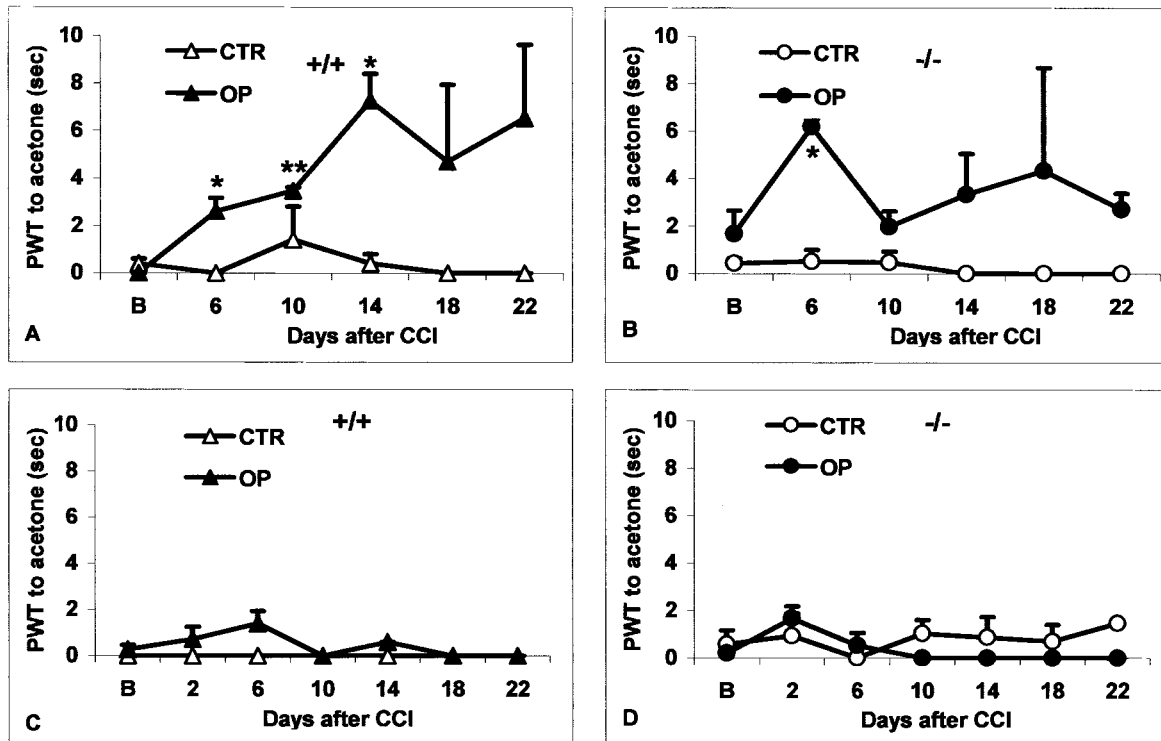 PWT to acetone (sec)
10
8
6
4
2
0
CTR
OP
+/+
*
**
*
B 6 10 14 18 22
Days after CCI
A
PWT to acetone (sec)
10
8
6
4
2
0
CTR
OP
-/-
*
B 6 10 14 18 22
Days after CCI
B
PWT to acetone (sec)
10
8
6
4
2
0
CTR
OP
+/+
B 2 6 10 14 18 22
Days after CCI
C
PWT to acetone (sec)
10
8
6
4
2
0
CTR
OP
-/-
B 2 6 10 14 18 22
Days after CCI
D